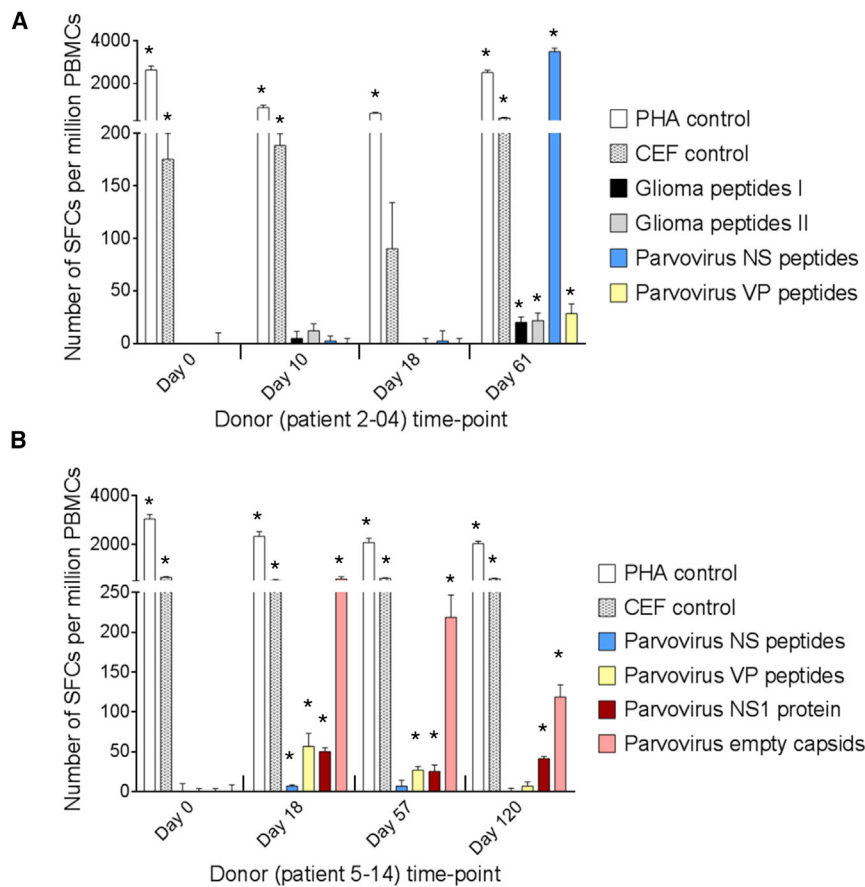 A
Number of SFCs per million PBMCs
4000
2000
200
150
100
50
0
* * * * * * * * * * *
Day 0 Day 10 Day 18 Day 61
Donor (patient 2-04) time-point
PHA control
CEF control
Glioma peptides I
Glioma peptides II
Parvovirus NS peptides
Parvovirus VP peptides
B
Number of SFCs per million PBMCs
4000
2000
250
200
150
100
50
0
* * * * * * * * * * * * * * * * *
Day 0 Day 18 Day 57 Day 120
Donor (patient 5-14) time-point
PHA control
CEF control
Parvovirus NS peptides
Parvovirus VP peptides
Parvovirus NS1 protein
Parvovirus empty capsids